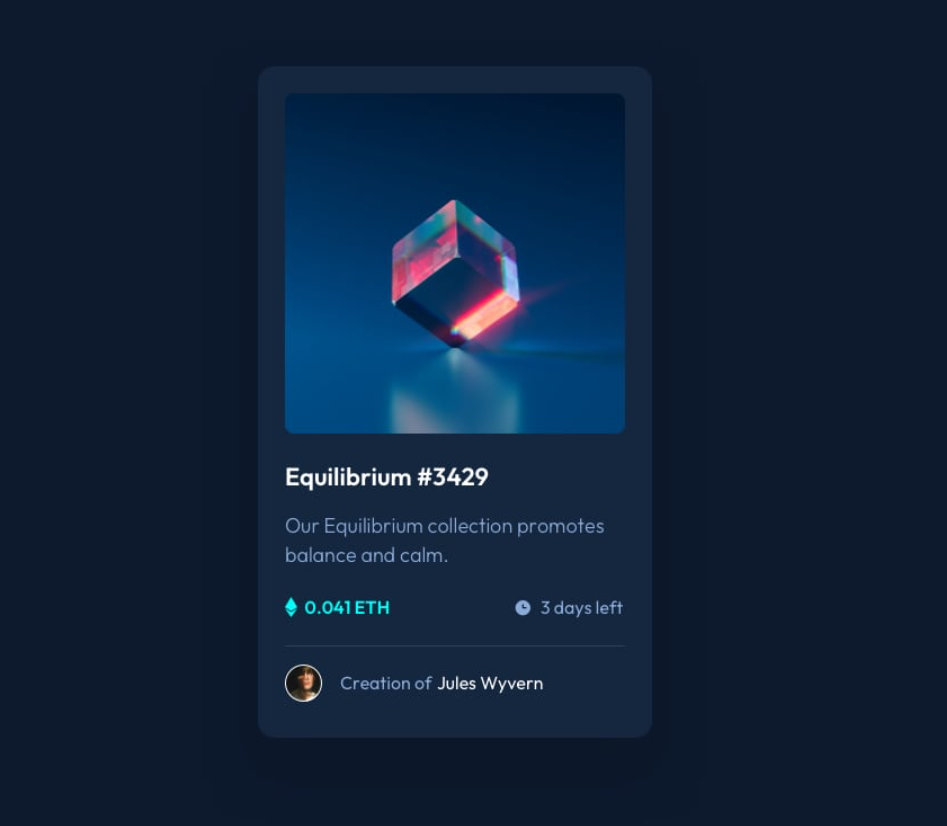 Equilibrium #3429
Our Equilibrium collection promotes
balance and calm.
0.041 ETH
3 days left
Creation of Jules Wyvern